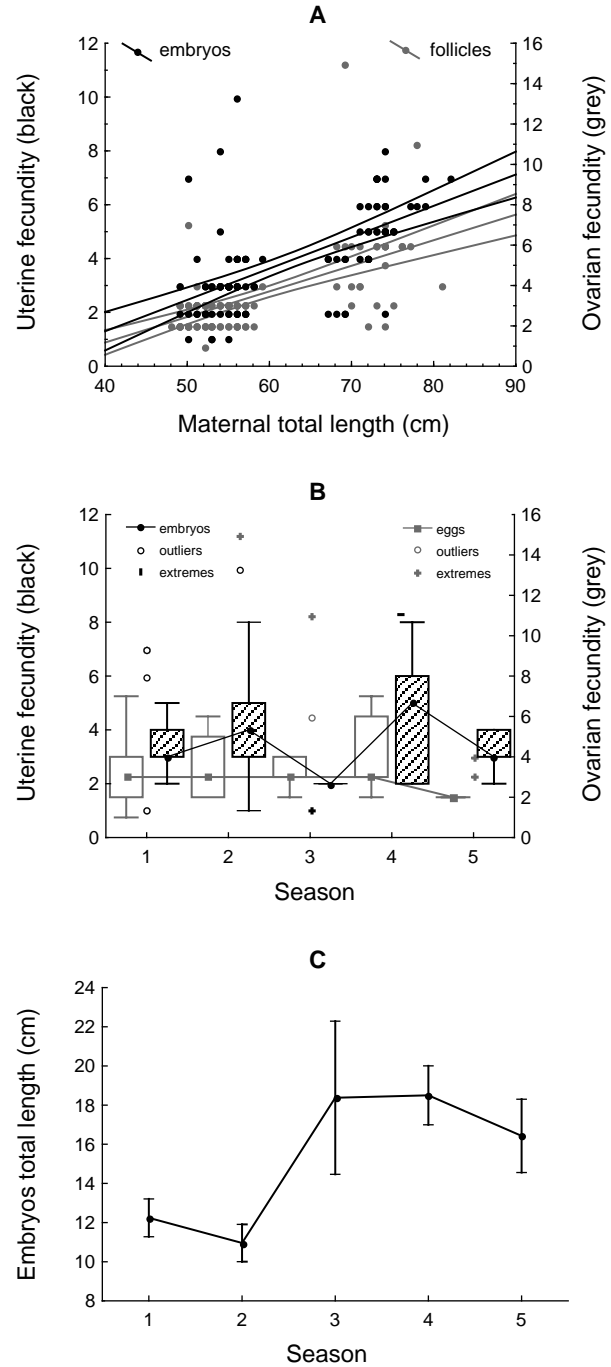 A
embryos
follicles
Uterine fecundity (black)
Ovarian fecundity (grey)
12
10
8
6
4
2
0
16
14
12
10
8
6
4
2
0
40 50 60 70 80 90
Maternal total length (cm)
B
embryos
outliers
extremes
eggs
outliers
extremes
Uterine fecundity (black)
Ovarian fecundity (grey)
12
10
8
6
4
2
0
16
14
12
10
8
6
4
2
0
1 2 3 4 5
Season
C
Embryos total length (cm)
24
22
20
18
16
14
12
10
8
1 2 3 4 5
Season